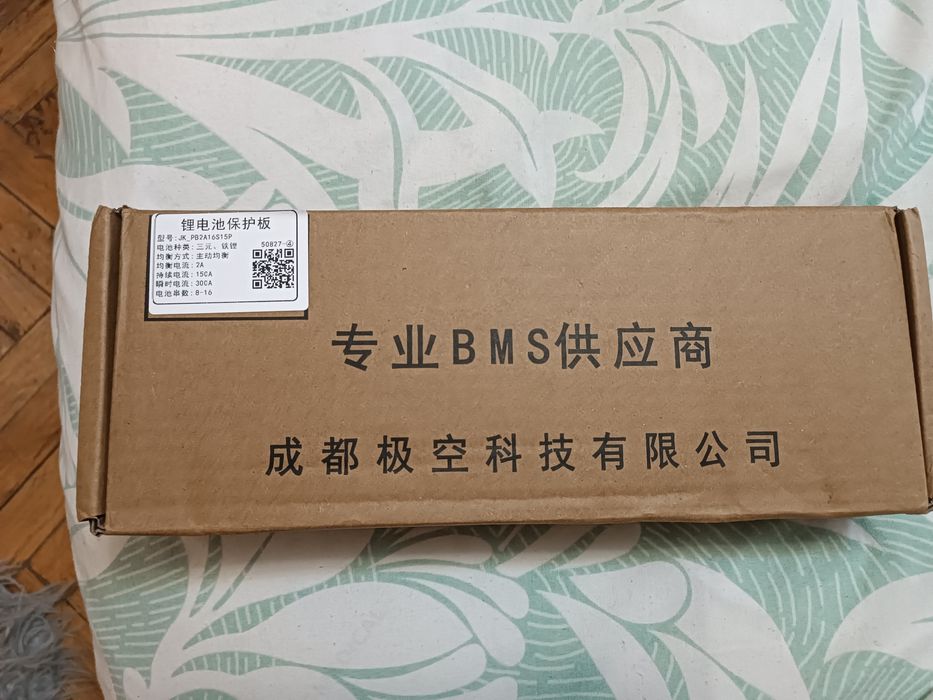 锂电池保护板
型号:JK_PB2A16S15P
电池种类:三元、铁锂
50827-④
均衡方式:主动均衡
均衡电流:2A
持续电流:150A
瞬时电流:300A
电池串数:8-16
专业BMS供应商
成都极空科技有限公司